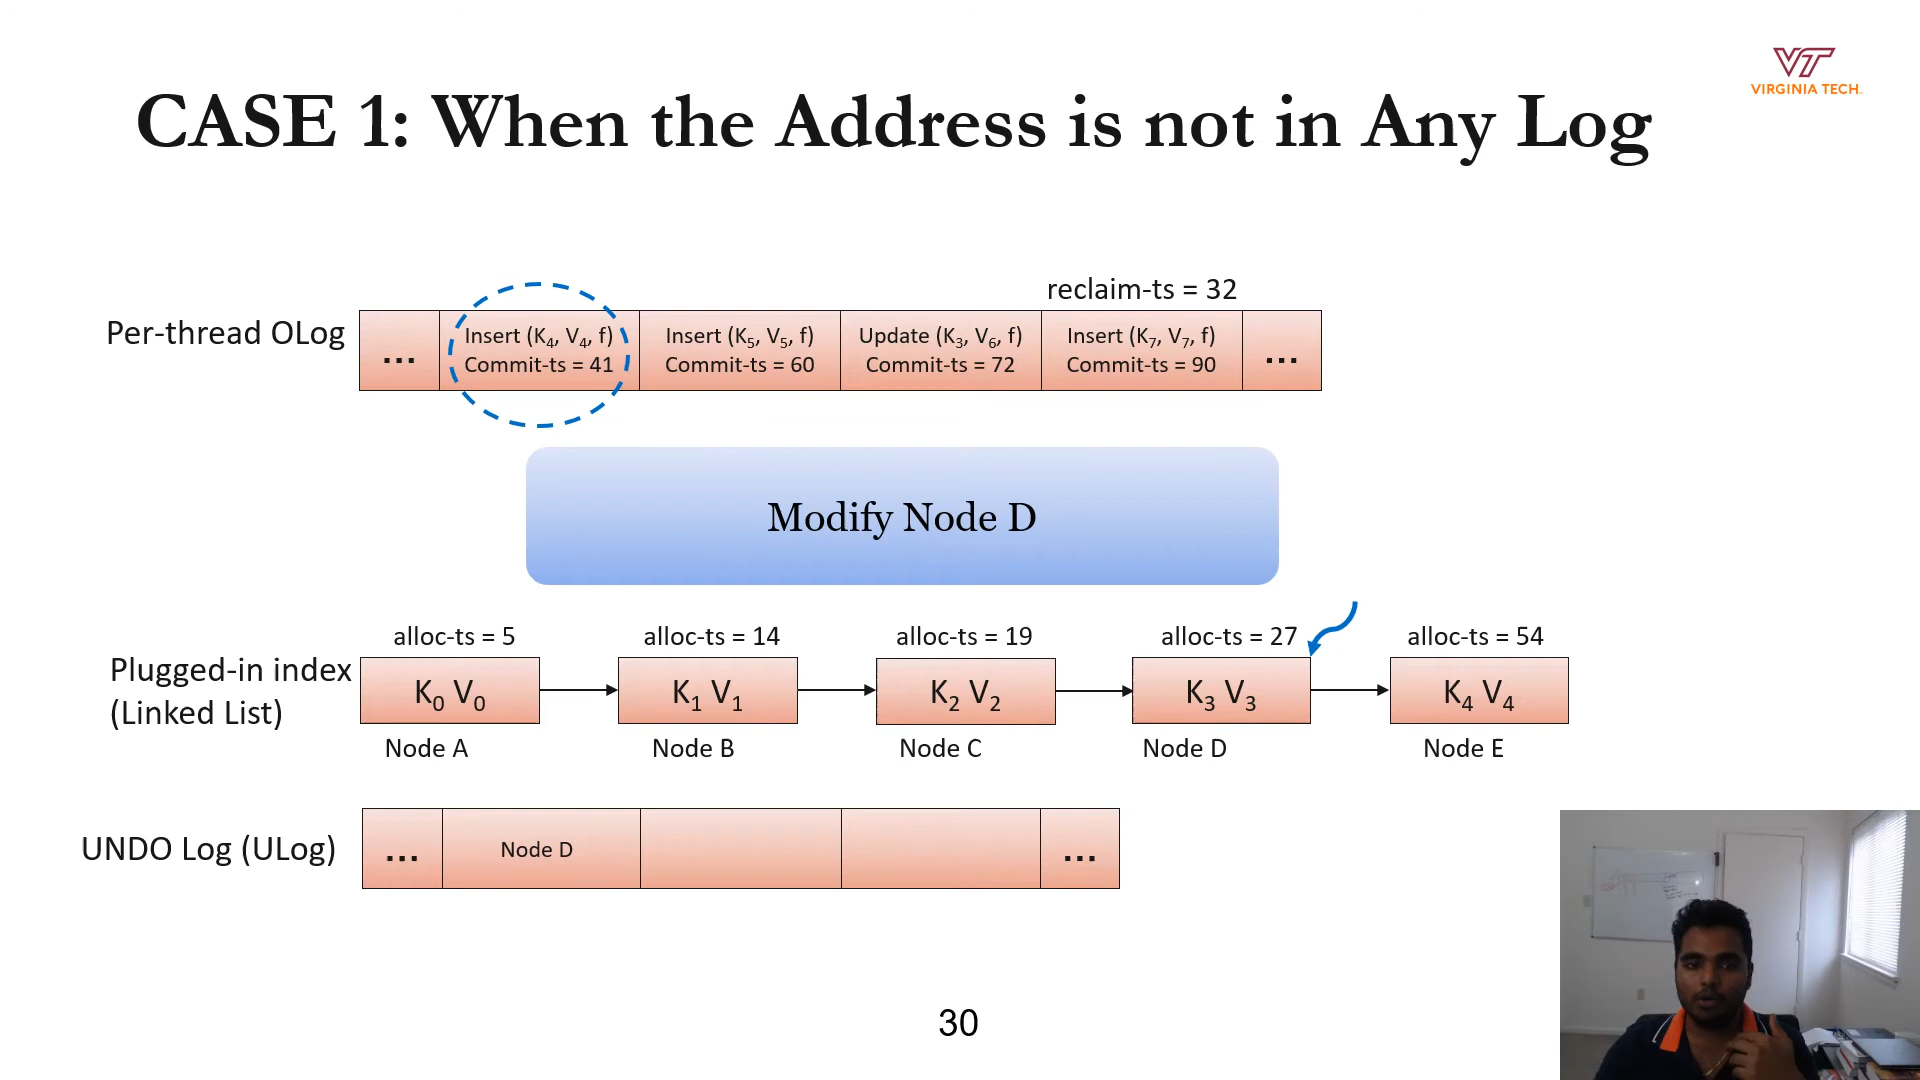 VT
VIRGINIA TECH
CASE 1: When the Address is not in Any Log
reclaim-ts = 32
Per-thread OLog
...
Insert (K4, V4, f)
Commit-ts = 41
Insert (K5, V5, f)
Commit-ts = 60
Update (K3, V6, f)
Commit-ts = 72
Insert (K7, V7, f)
Commit-ts = 90
...
Modify Node D
alloc-ts = 5
alloc-ts = 14
alloc-ts = 19
alloc-ts = 27
alloc-ts = 54
Plugged-in index
(Linked List)
K0 V0
K1 V1
K2 V2
K3 V3
K4 V4
Node A
Node B
Node C
Node D
Node E
UNDO Log (ULog)
...
Node D
...
30